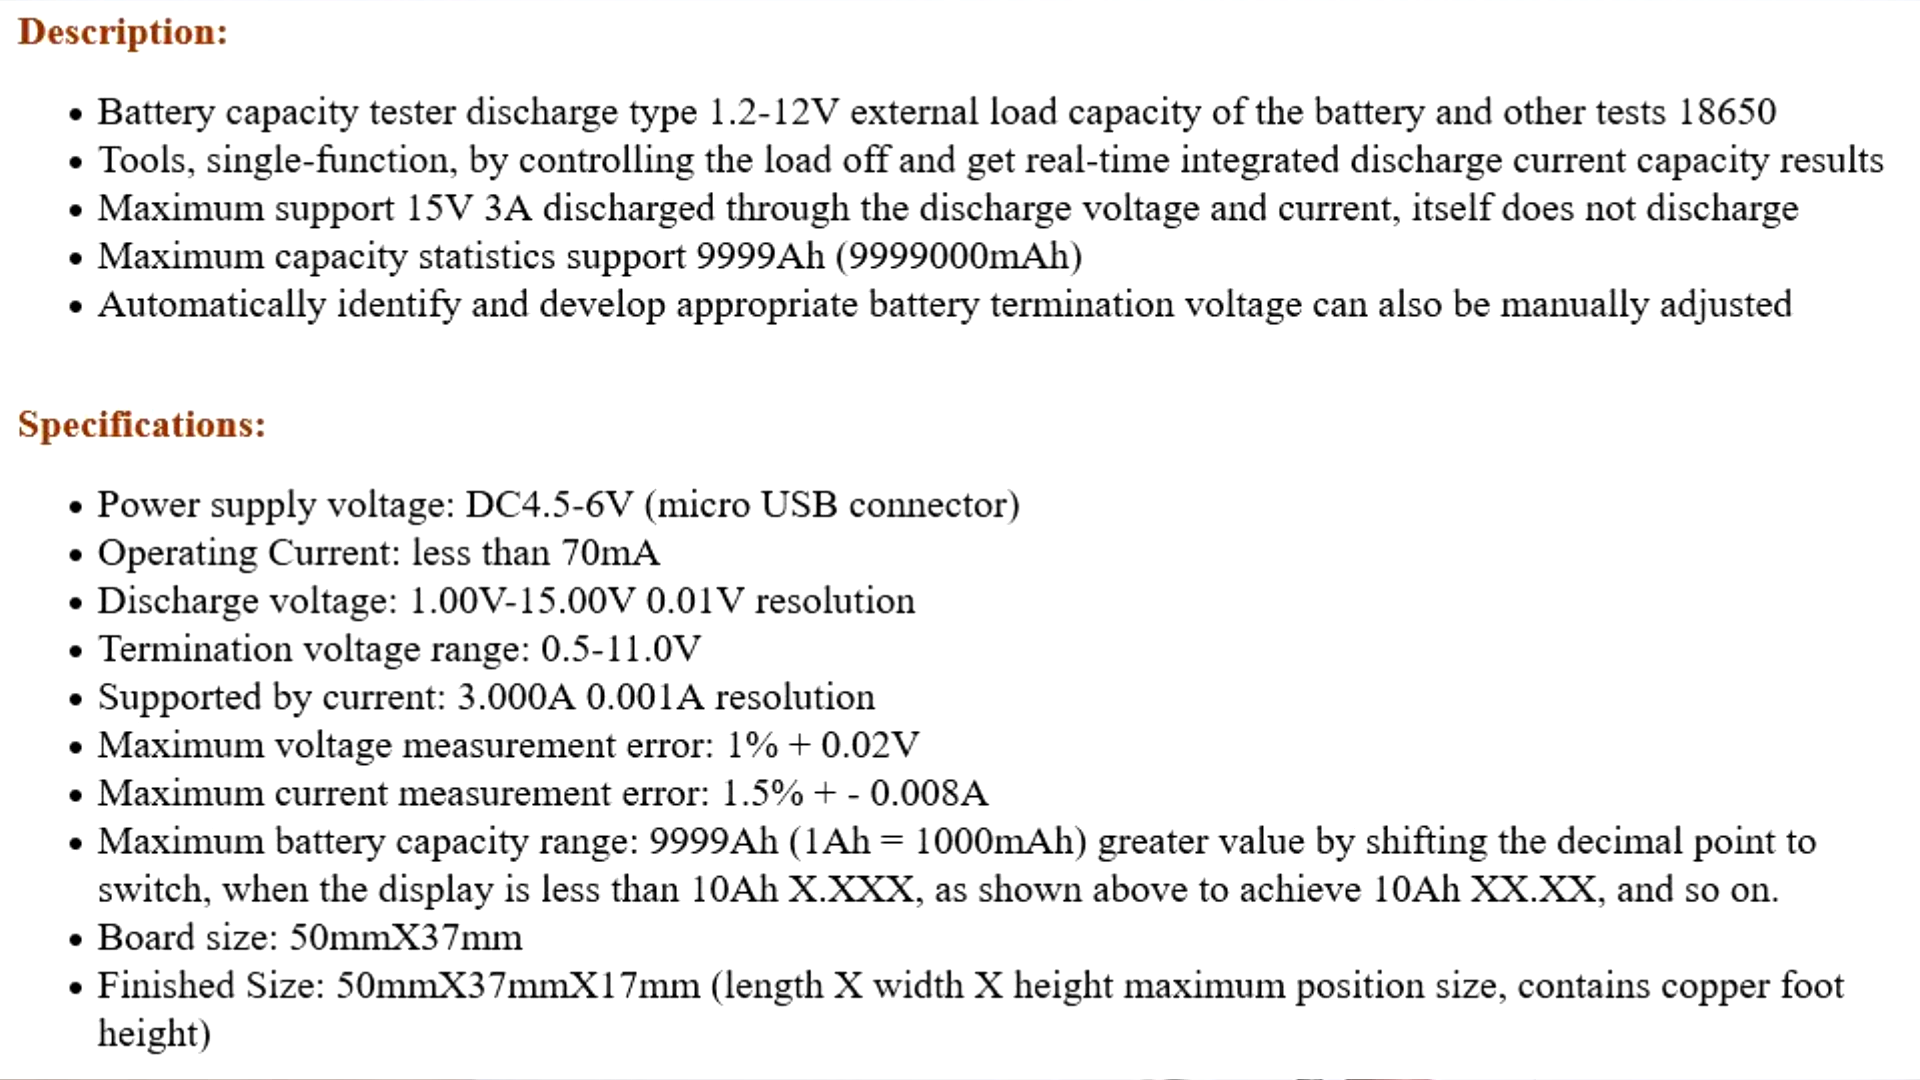 Description:
• Battery capacity tester discharge type 1.2-12V external load capacity of the battery and other tests 18650
• Tools, single-function, by controlling the load off and get real-time integrated discharge current capacity results
• Maximum support 15V 3A discharged through the discharge voltage and current, itself does not discharge
• Maximum capacity statistics support 9999Ah (9999000mAh)
• Automatically identify and develop appropriate battery termination voltage can also be manually adjusted
Specifications:
• Power supply voltage: DC4.5-6V (micro USB connector)
• Operating Current: less than 70mA
• Discharge voltage: 1.00V-15.00V 0.01V resolution
• Termination voltage range: 0.5-11.0V
• Supported by current: 3.000A 0.001A resolution
• Maximum voltage measurement error: 1% + 0.02V
• Maximum current measurement error: 1.5% + - 0.008A
• Maximum battery capacity range: 9999Ah (1Ah = 1000mAh) greater value by shifting the decimal point to
switch, when the display is less than 10Ah X.XXX, as shown above to achieve 10Ah XX.XX, and so on.
• Board size: 50mmX37mm
• Finished Size: 50mmX37mmX17mm (length X width X height maximum position size, contains copper foot
height)